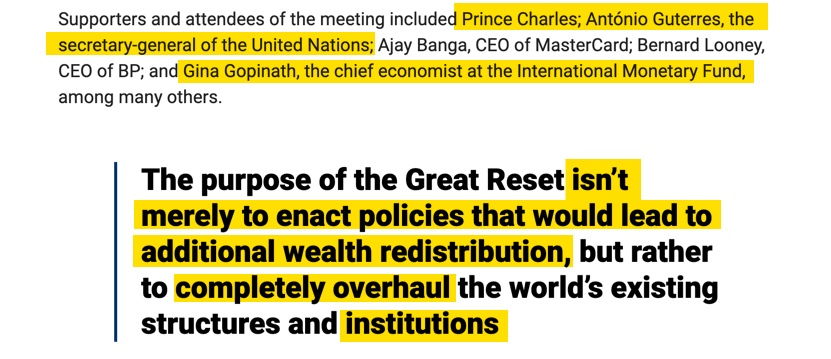 Supporters and attendees of the meeting included Prince Charles; António Guterres, the
secretary-general of the United Nations; Ajay Banga, CEO of MasterCard; Bernard Looney,
CEO of BP; and Gina Gopinath, the chief economist at the International Monetary Fund,
among many others.
The purpose of the Great Reset isn’t
merely to enact policies that would lead to
additional wealth redistribution, but rather
to completely overhaul the world’s existing
structures and institutions